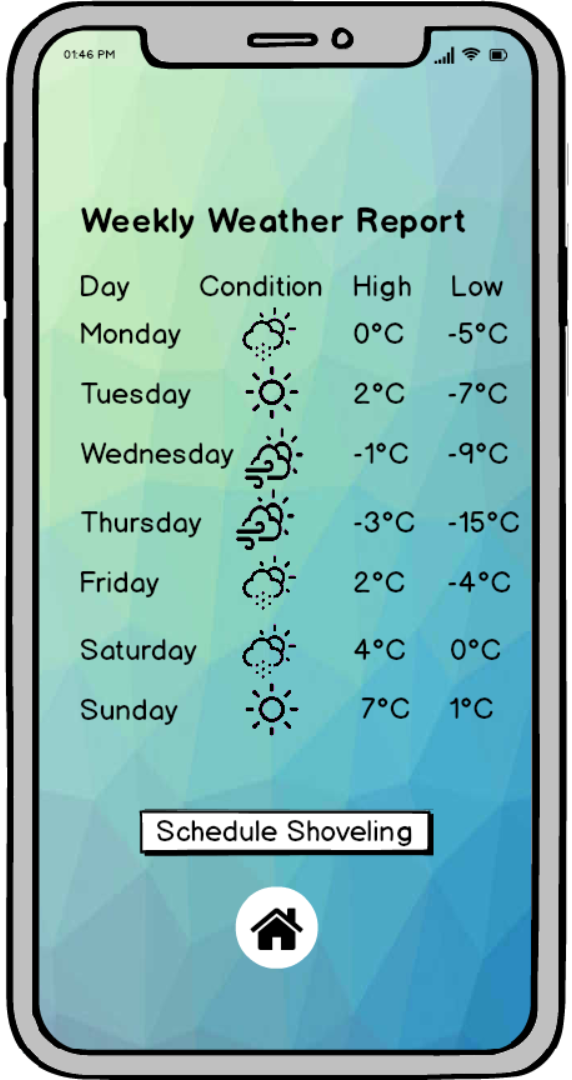 01:46 PM
Weekly Weather Report
Day Condition High Low
Monday 0°C -5°C
Tuesday 2°C -7°C
Wednesday -1°C -9°C
Thursday -3°C -15°C
Friday 2°C -4°C
Saturday 4°C 0°C
Sunday 7°C 1°C
Schedule Shoveling